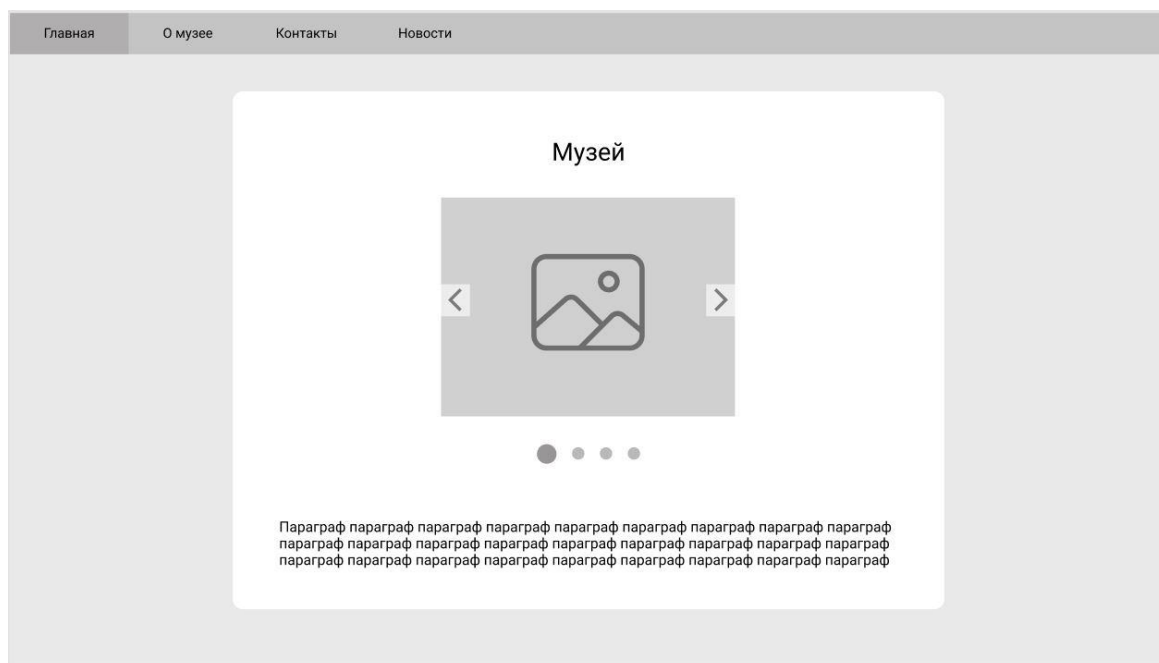 Главная О музее Контакты Новости
Музей
Параграф параграф параграф параграф параграф параграф параграф параграф параграф
параграф параграф параграф параграф параграф параграф параграф параграф параграф
параграф параграф параграф параграф параграф параграф параграф параграф параграф